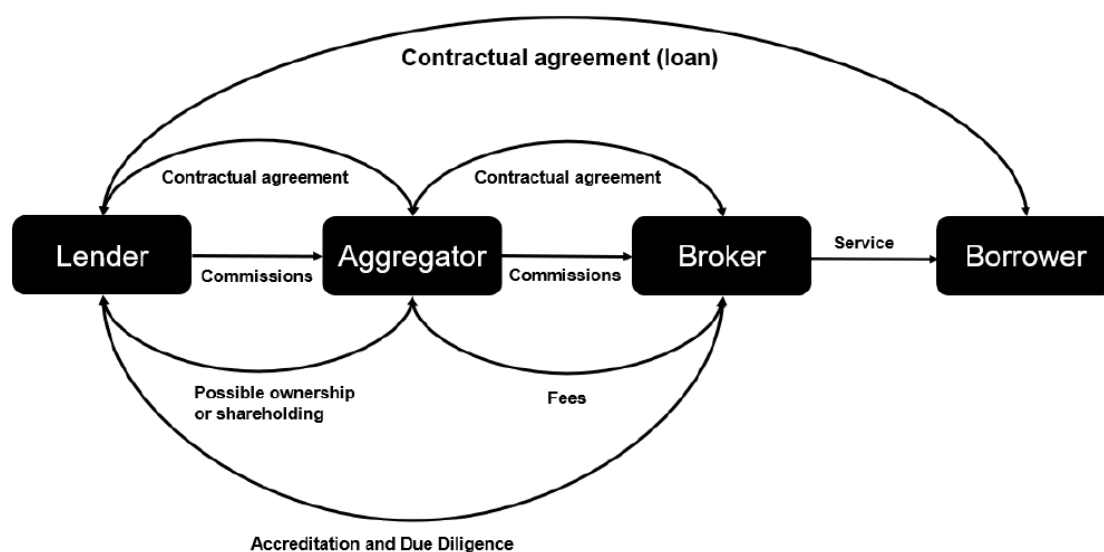 Contractual agreement (loan)
Contractual agreement
Contractual agreement
Lender
Aggregator
Broker
Borrower
Commissions
Commissions
Service
Possible ownership
or shareholding
Fees
Accreditation and Due Diligence